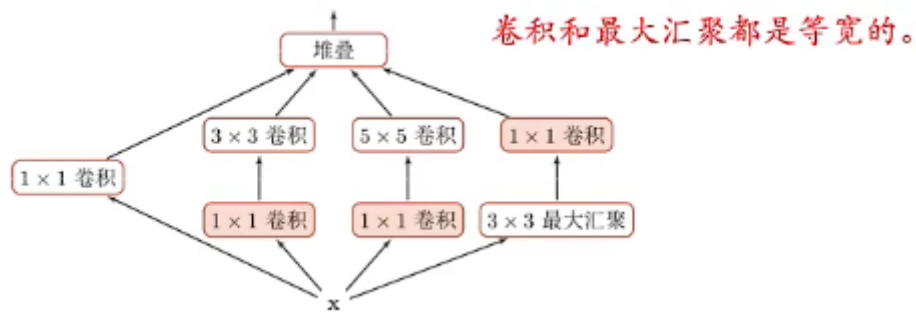 卷积和最大汇聚都是等宽的。
堆叠
3 × 3 卷积
5 × 5 卷积
1 × 1 卷积
1 × 1 卷积
1 × 1 卷积
1 × 1 卷积
3 × 3 最大汇聚
x